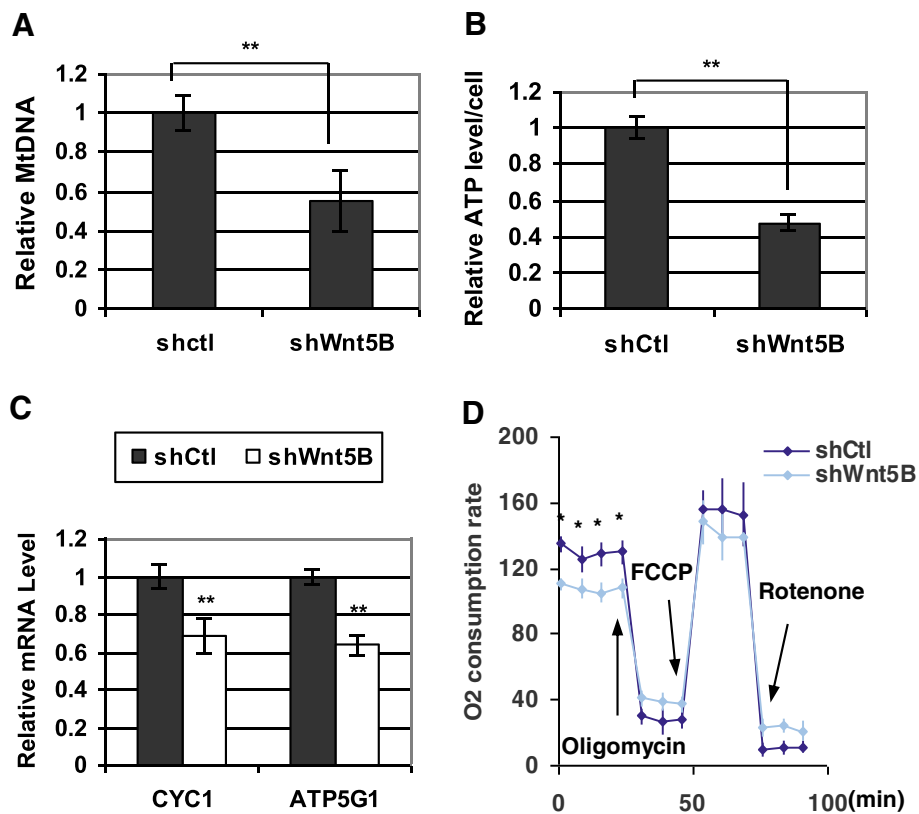 A
**
Relative MtDNA
1.2
1
0.8
0.6
0.4
0.2
0
shctl
shWnt5B
B
**
Relative ATP level/cell
1.2
1
0.8
0.6
0.4
0.2
0
shCtl
shWnt5B
C
shCtl
shWnt5B
Relative mRNA Level
1.2
1
0.8
0.6
0.4
0.2
0
**
**
CYC1
ATP5G1
D
O2 consumption rate
200
160
120
80
40
0
shCtl
shWnt5B
* * * *
FCCP
Rotenone
Oligomycin
0
50
100(min)